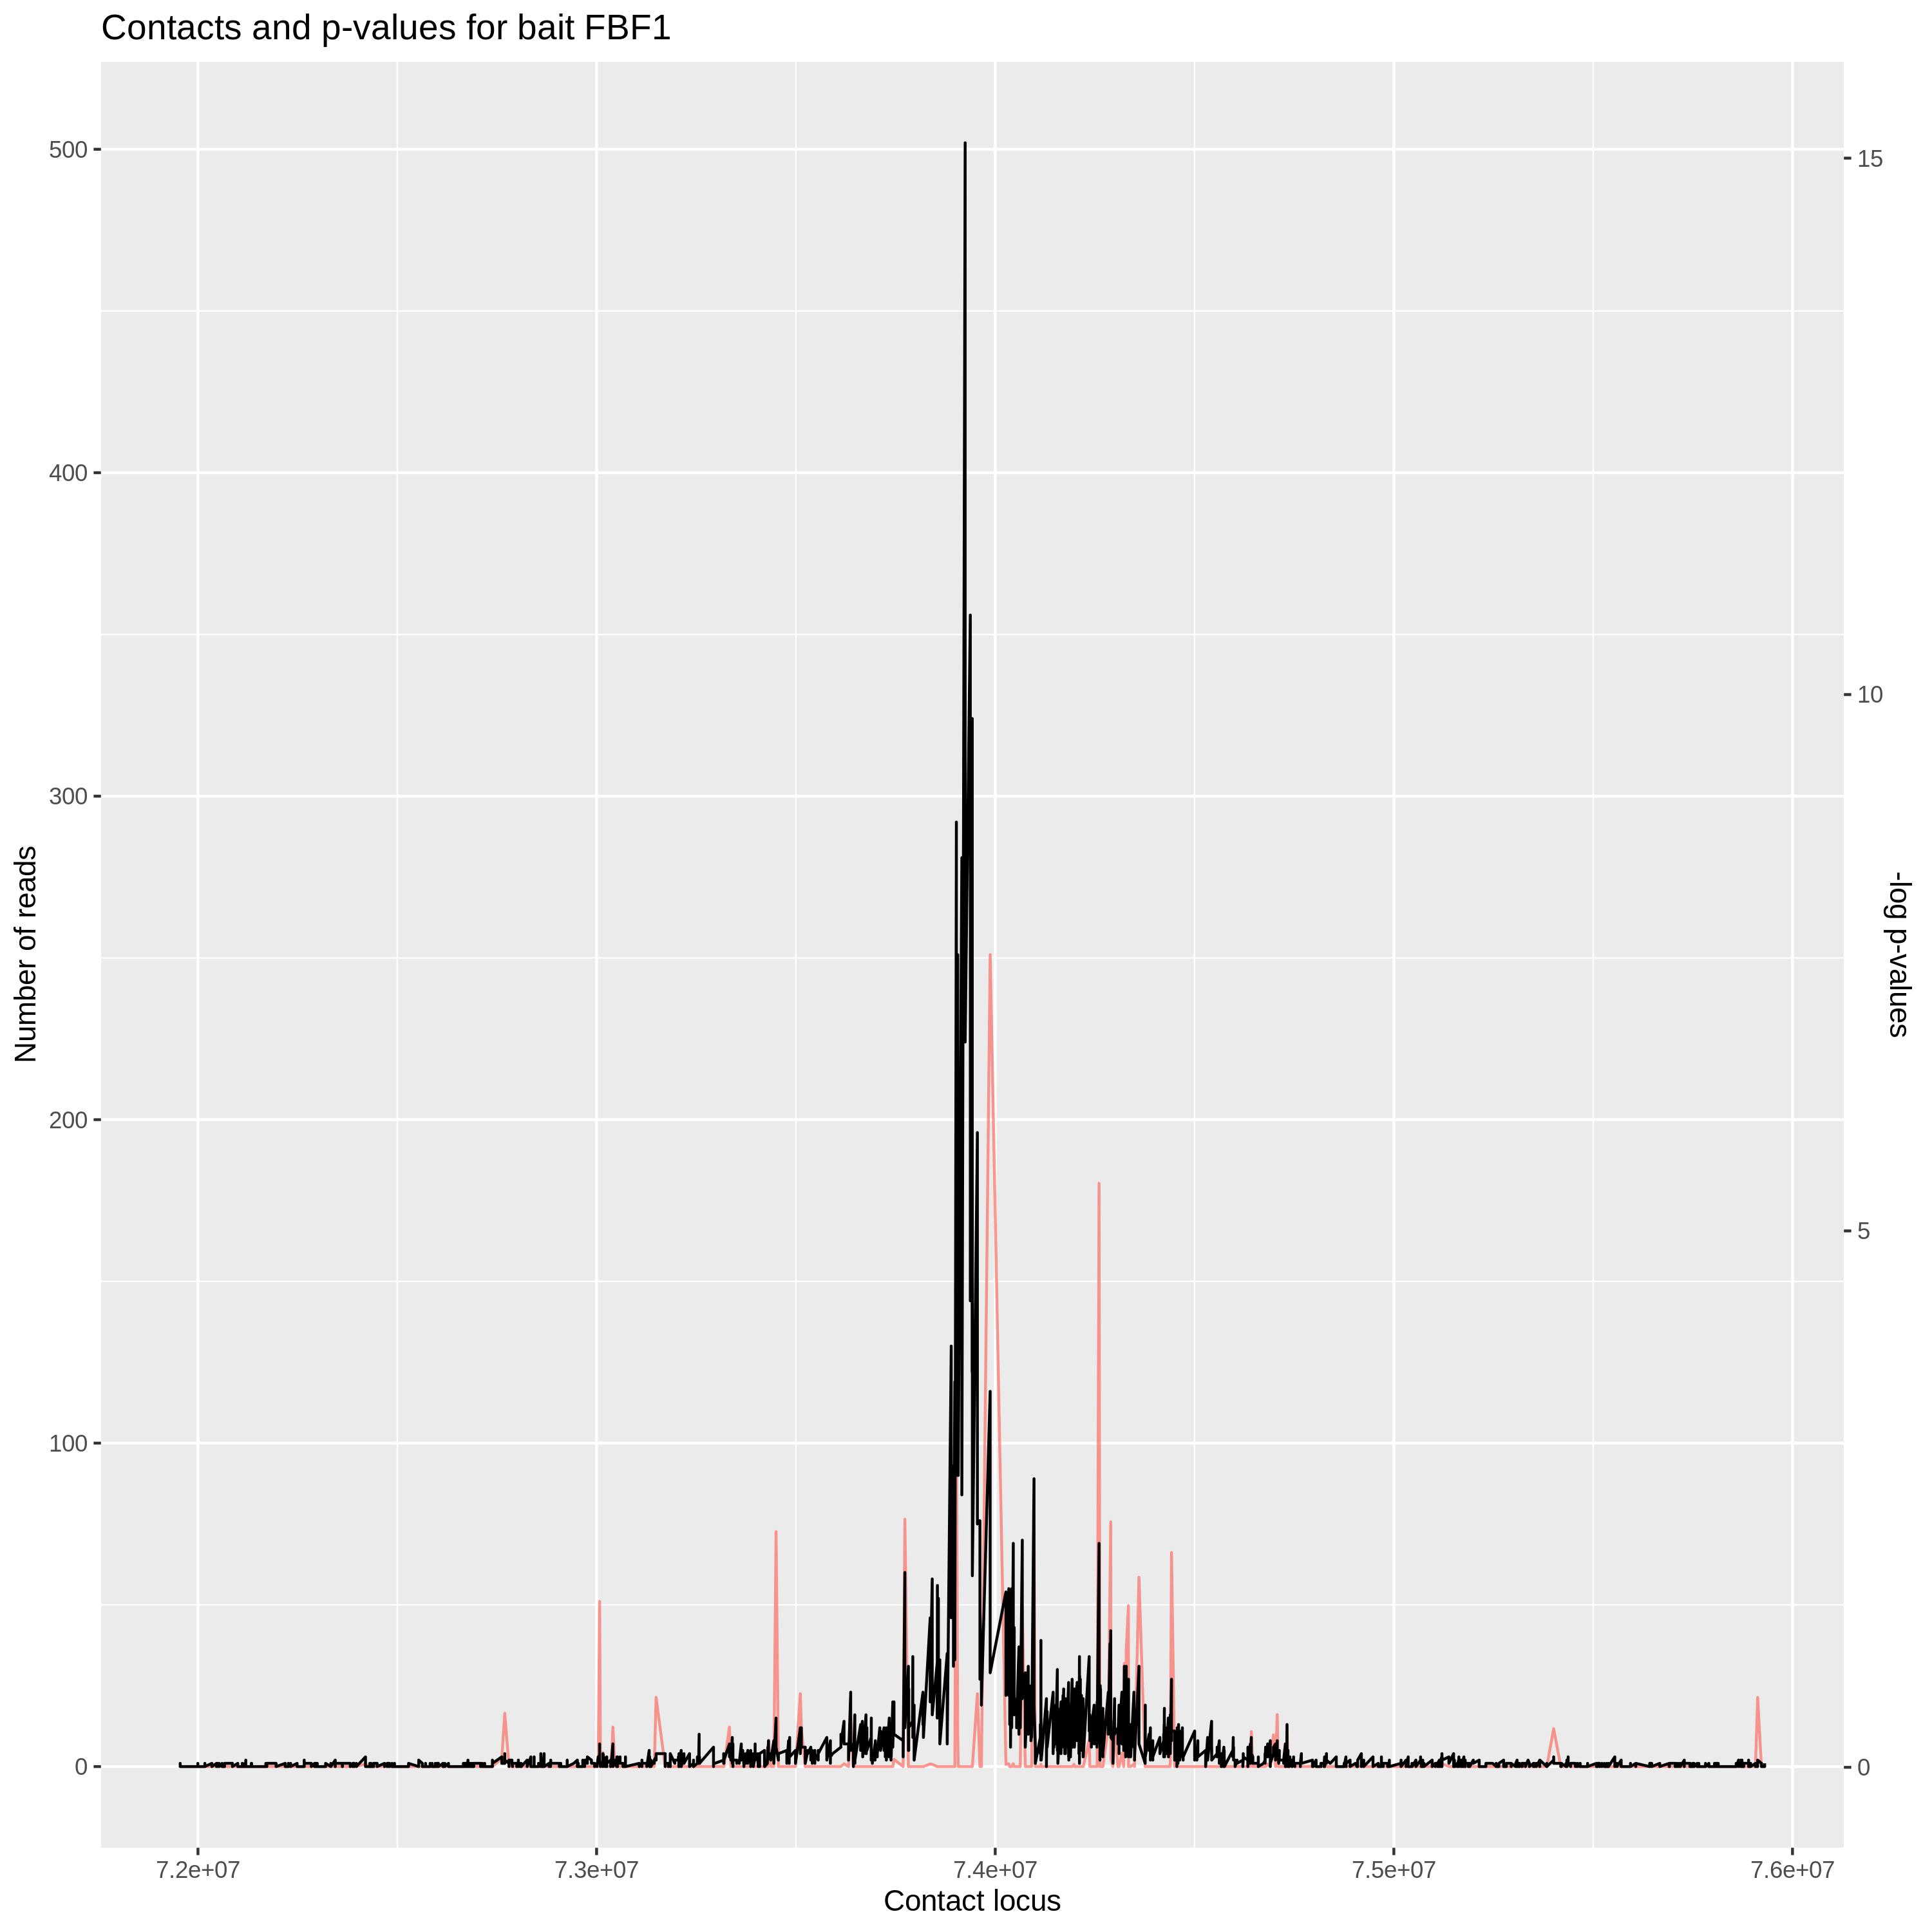 Contacts and p-values for bait FBF1
500
400
300
200
100
0
Number of reads
15
10
5
0
-log p-values
7.2e+07 7.3e+07 7.4e+07 7.5e+07 7.6e+07
Contact locus